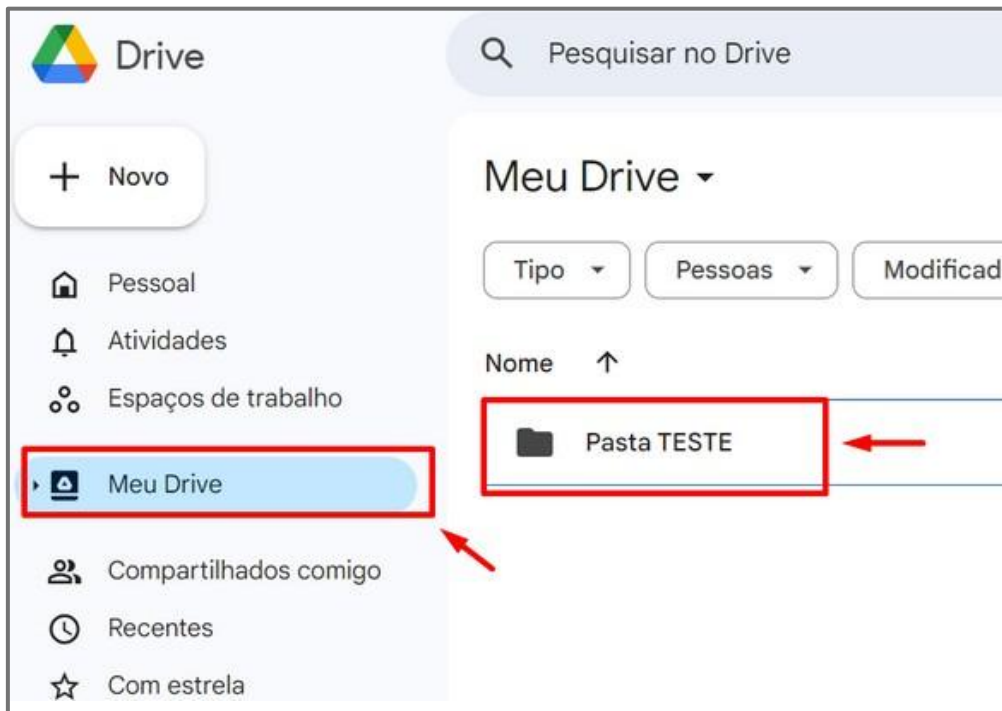 Drive
Pesquisar no Drive
Novo
Pessoal
Atividades
Espaços de trabalho
Meu Drive
Compartilhados comigo
Recentes
Com estrela
Meu Drive
Tipo
Pessoas
Modificad
Nome
Pasta TESTE